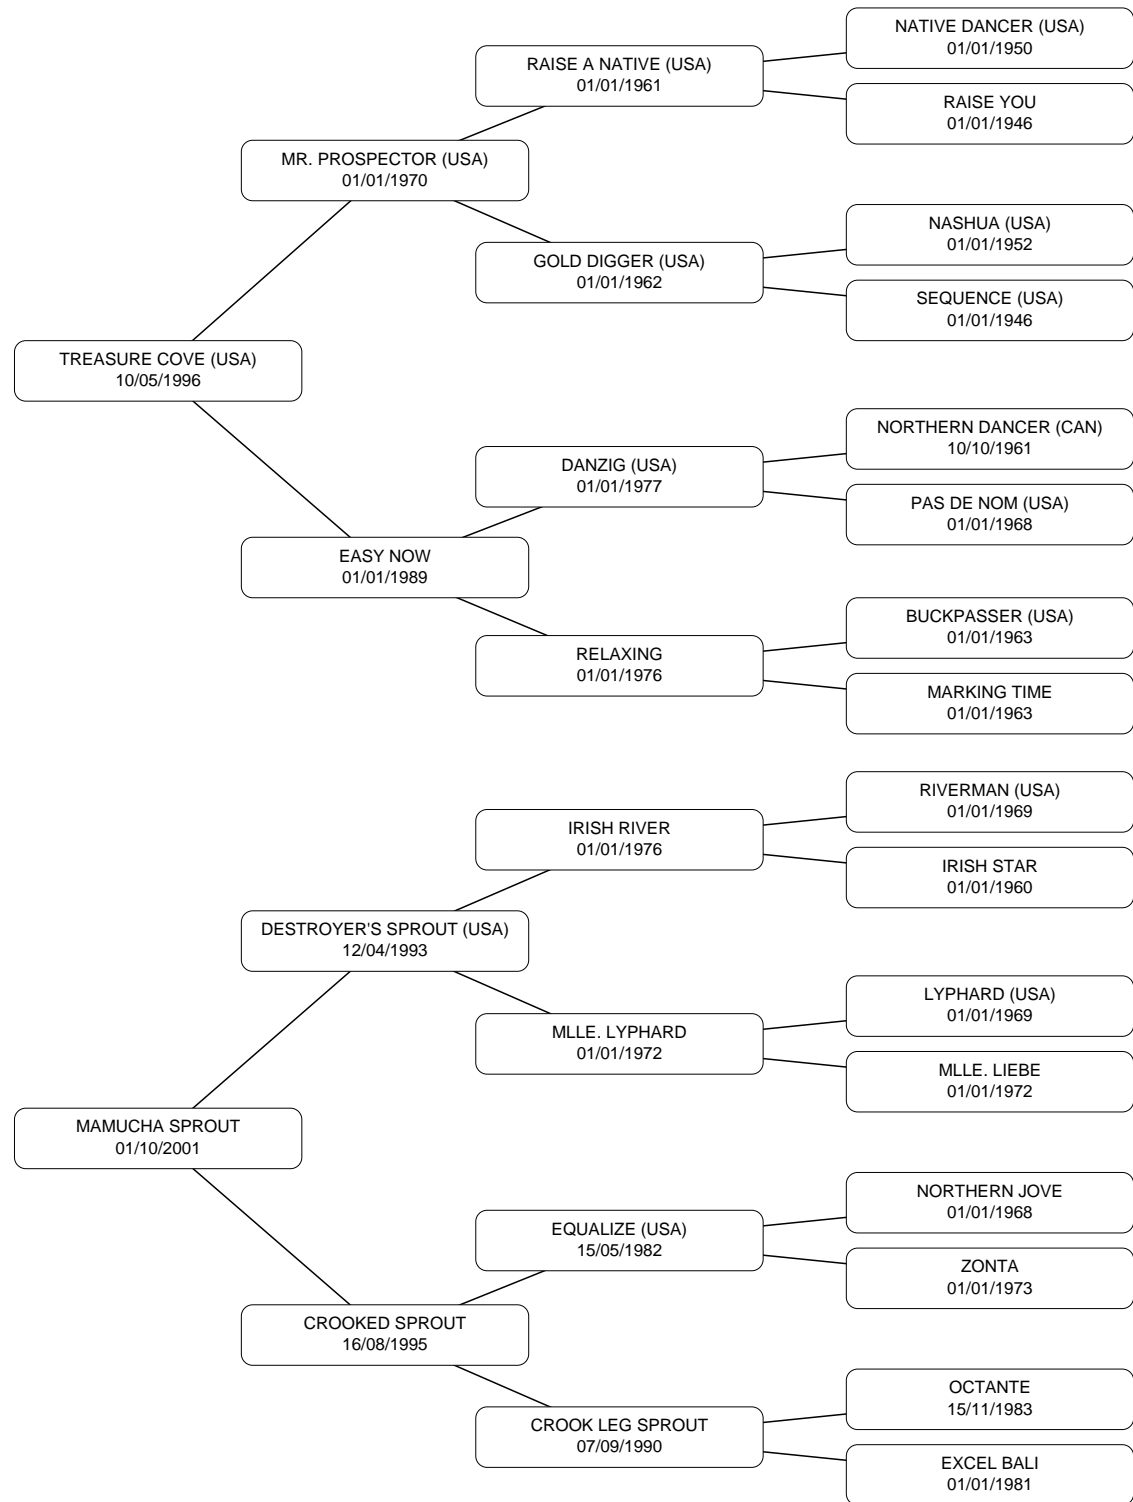 NATIVE DANCER (USA)
01/01/1950
RAISE A NATIVE (USA)
01/01/1961
RAISE YOU
01/01/1946
MR. PROSPECTOR (USA)
01/01/1970
NASHUA (USA)
01/01/1952
GOLD DIGGER (USA)
01/01/1962
SEQUENCE (USA)
01/01/1946
TREASURE COVE (USA)
10/05/1996
NORTHERN DANCER (CAN)
10/10/1961
DANZIG (USA)
01/01/1977
PAS DE NOM (USA)
01/01/1968
EASY NOW
01/01/1989
BUCKPASSER (USA)
01/01/1963
RELAXING
01/01/1976
MARKING TIME
01/01/1963
RIVERMAN (USA)
01/01/1969
IRISH RIVER
01/01/1976
IRISH STAR
01/01/1960
DESTROYER'S SPROUT (USA)
12/04/1993
LYPHARD (USA)
01/01/1969
MLLE. LYPHARD
01/01/1972
MLLE. LIEBE
01/01/1972
MAMUCHA SPROUT
01/10/2001
NORTHERN JOVE
01/01/1968
EQUALIZE (USA)
15/05/1982
ZONTA
01/01/1973
CROOKED SPROUT
16/08/1995
OCTANTE
15/11/1983
CROOK LEG SPROUT
07/09/1990
EXCEL BALI
01/01/1981